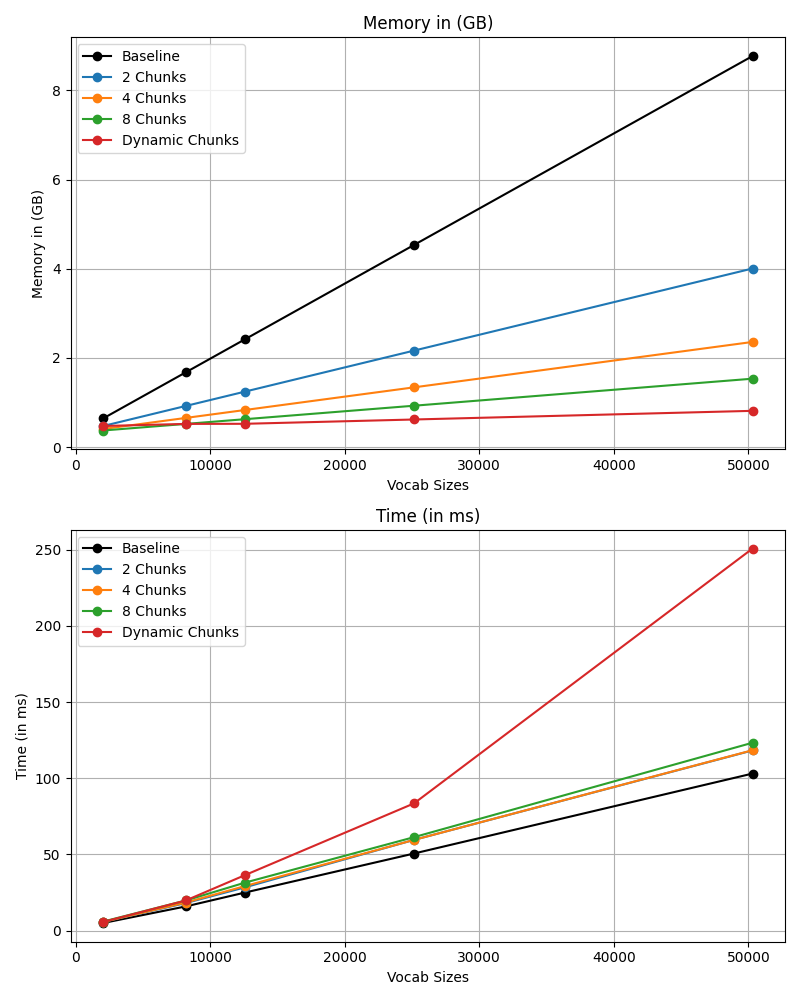 Memory in (GB)
Baseline
2 Chunks
4 Chunks
8 Chunks
Dynamic Chunks
Memory in (GB)
8
6
4
2
0
0 10000 20000 30000 40000 50000
Vocab Sizes
Time (in ms)
Baseline
2 Chunks
4 Chunks
8 Chunks
Dynamic Chunks
Time (in ms)
250
200
150
100
50
0
0 10000 20000 30000 40000 50000
Vocab Sizes